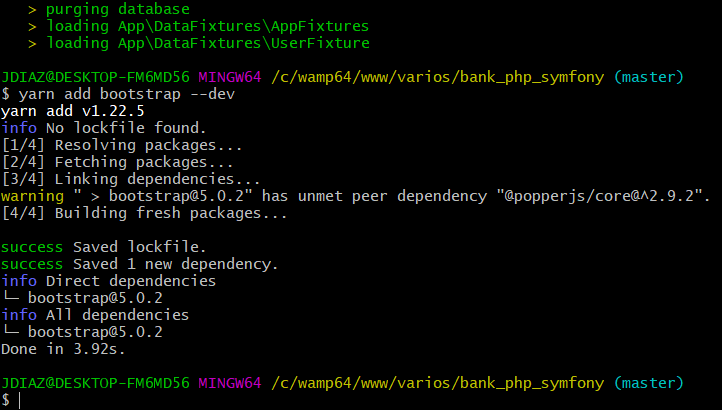 > purging database
> loading App\DataFixtures\AppFixtures
> loading App\DataFixtures\UserFixture
JDIAZ@DESKTOP-FM6MD56 MINGW64 /c/wamp64/www/varios/bank_php_symfony (master)
$ yarn add bootstrap --dev
yarn add v1.22.5
info No lockfile found.
[1/4] Resolving packages...
[2/4] Fetching packages...
[3/4] Linking dependencies...
warning " > bootstrap@5.0.2" has unmet peer dependency "@popperjs/core@^2.9.2".
[4/4] Building fresh packages...
success Saved lockfile.
success Saved 1 new dependency.
info Direct dependencies
└─ bootstrap@5.0.2
info All dependencies
└─ bootstrap@5.0.2
Done in 3.92s.
JDIAZ@DESKTOP-FM6MD56 MINGW64 /c/wamp64/www/varios/bank_php_symfony (master)
$